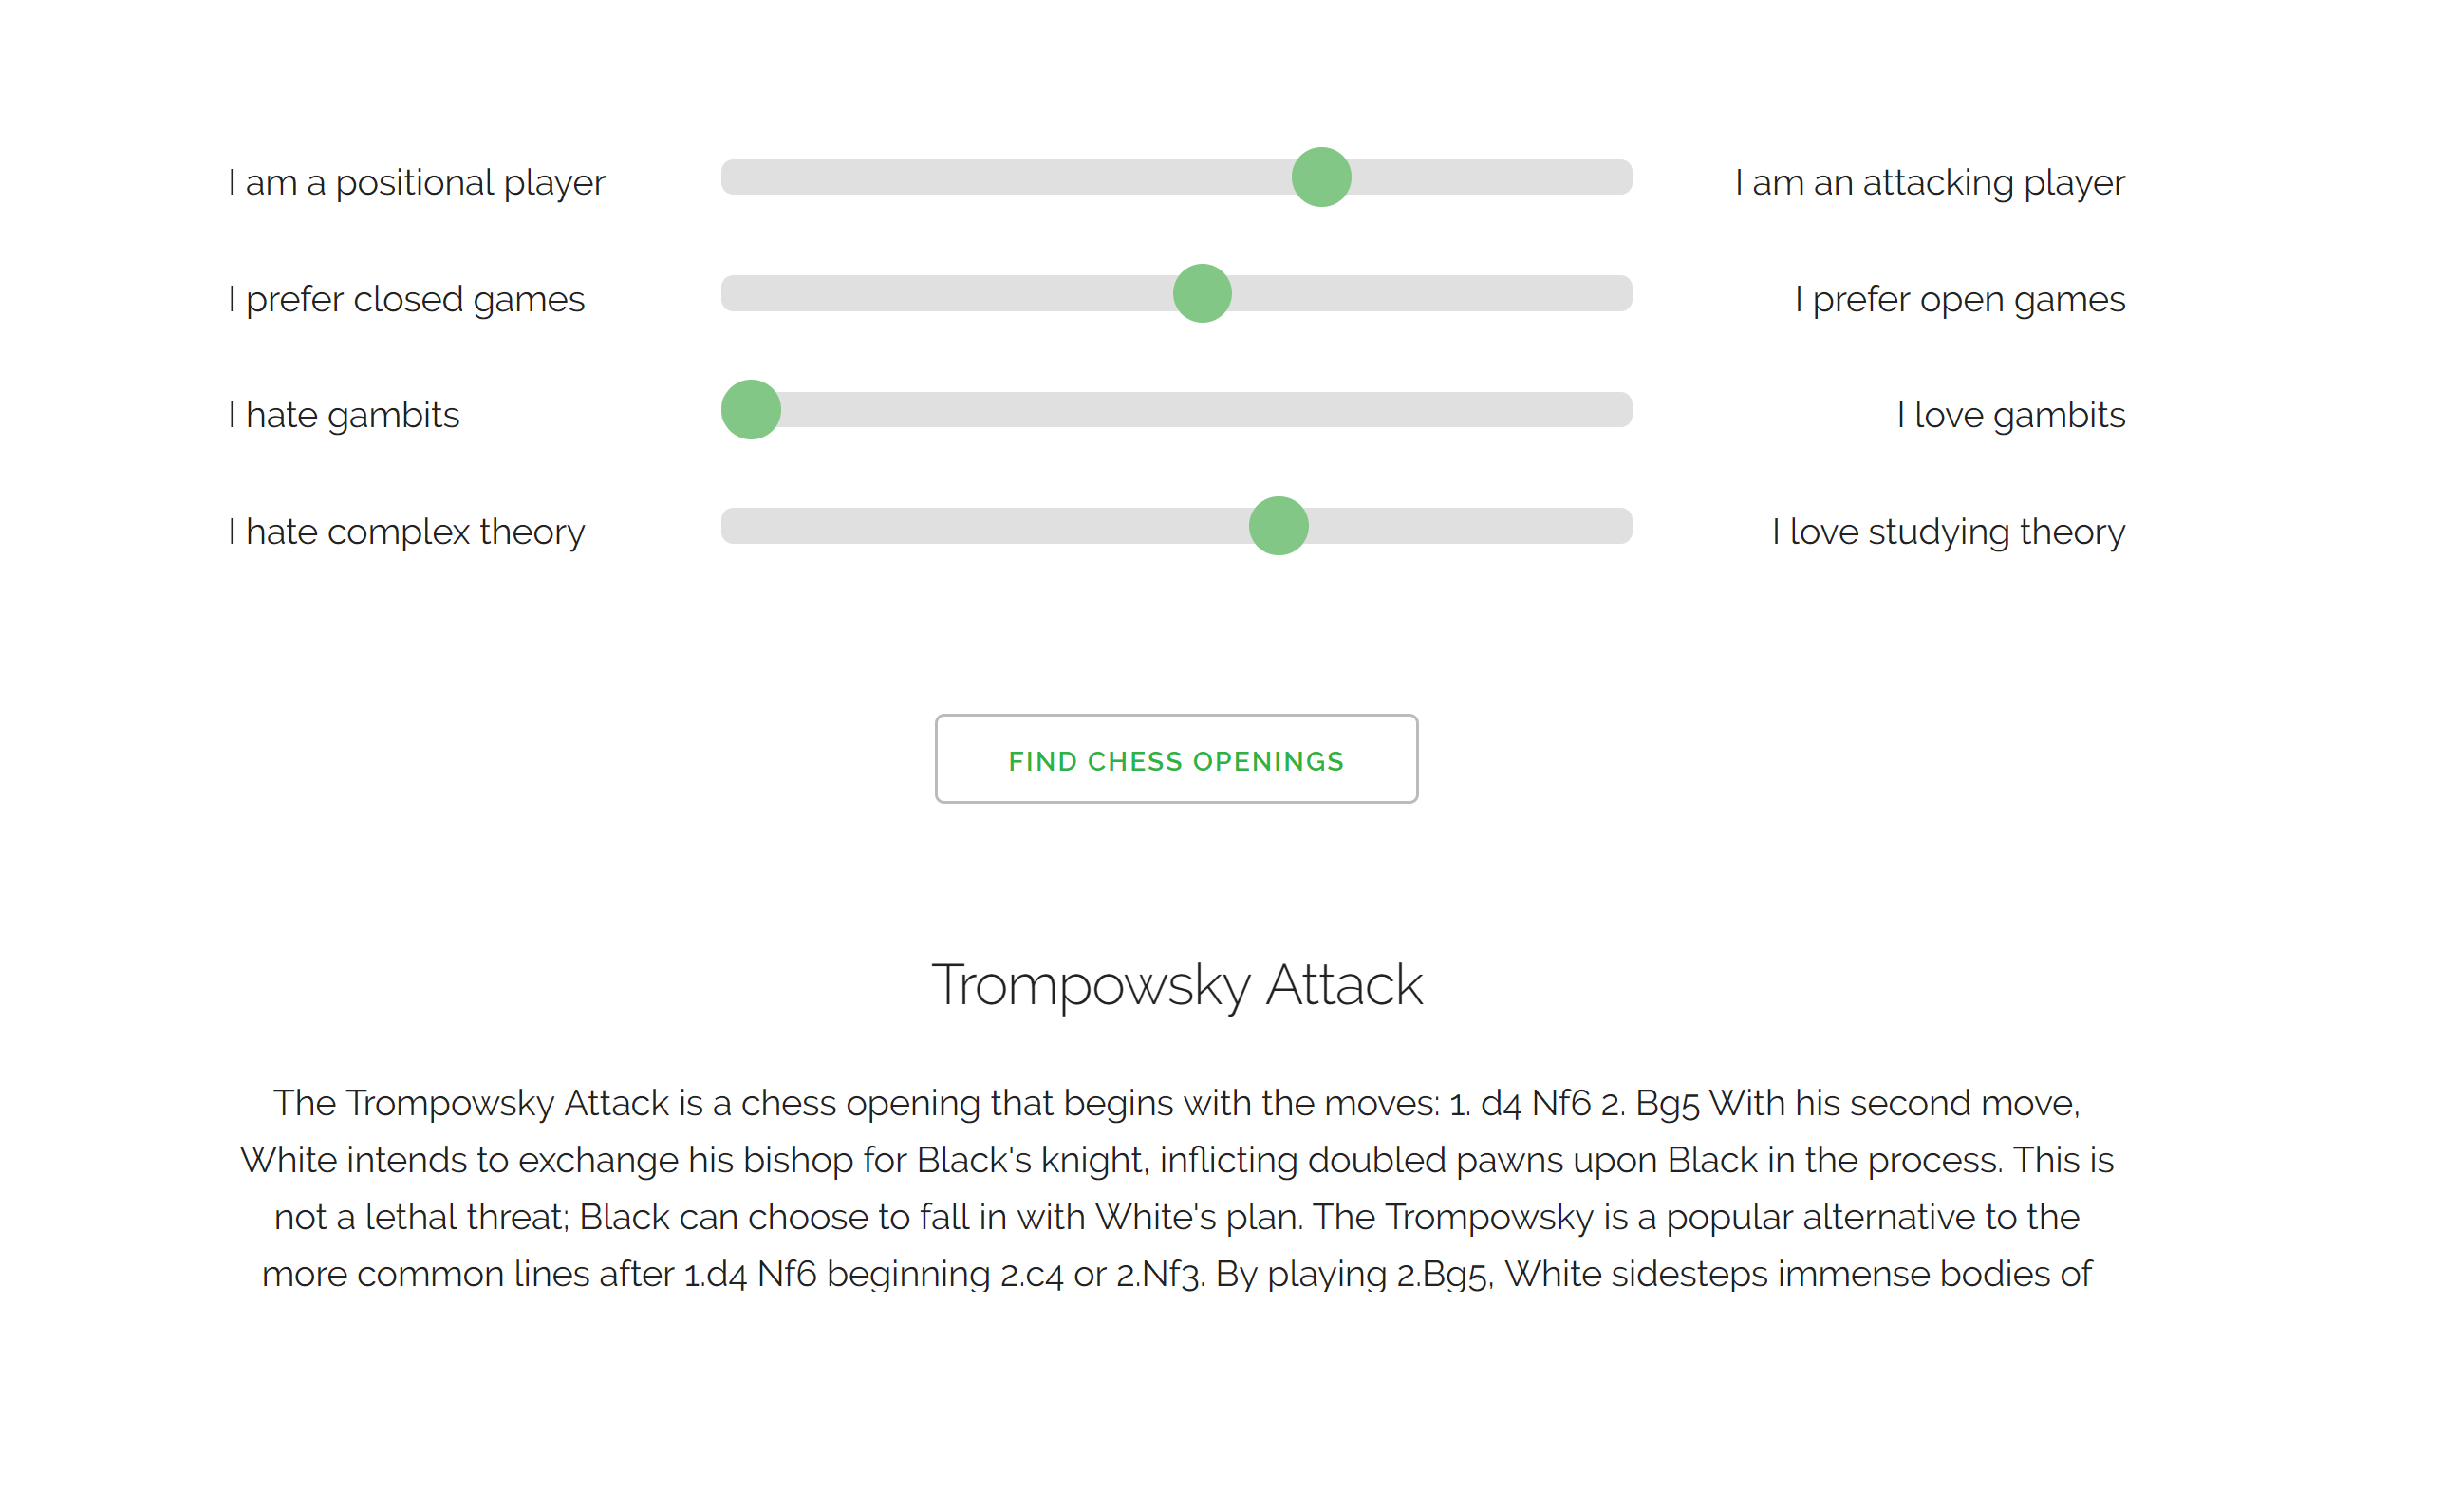 I am a positional player I am an attacking player
I prefer closed games I prefer open games
I hate gambits I love gambits
I hate complex theory I love studying theory
FIND CHESS OPENINGS
Trompowsky Attack
The Trompowsky Attack is a chess opening that begins with the moves: 1. d4 Nf6 2. Bg5 With his second move,
White intends to exchange his bishop for Black's knight, inflicting doubled pawns upon Black in the process. This is
not a lethal threat; Black can choose to fall in with White's plan. The Trompowsky is a popular alternative to the
more common lines after 1.d4 Nf6 beginning 2.c4 or 2.Nf3. By playing 2.Bg5, White sidesteps immense bodies of